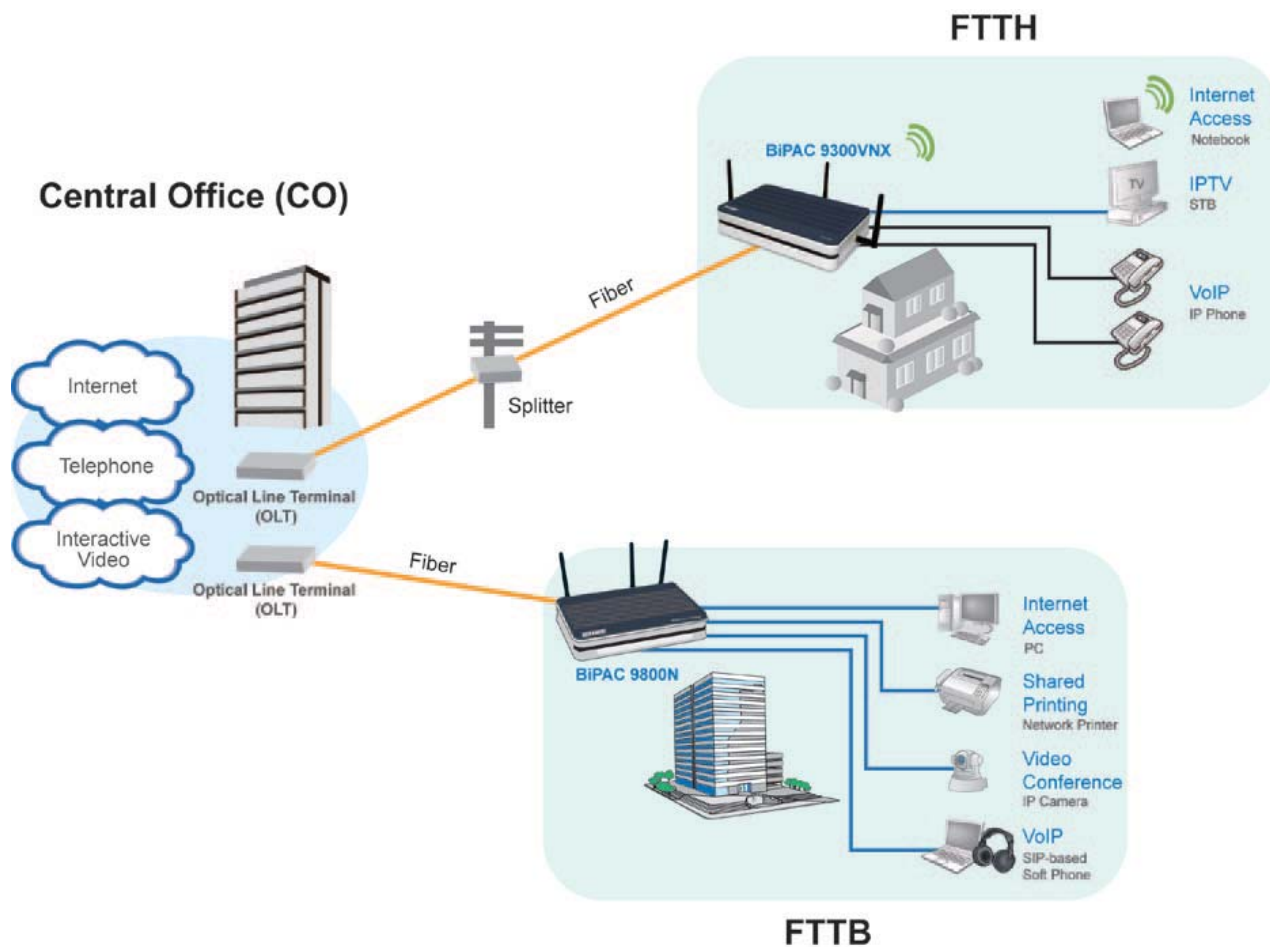 FTTH
BiPAC 9300VNX
Internet
Access
Notebook
TV
IPTV
STB
VoIP
IP Phone
Central Office (CO)
Fiber
Splitter
Internet
Telephone
Interactive
Video
Optical Line Terminal
(OLT)
Optical Line Terminal
(OLT)
Fiber
BiPAC 9800N
Internet
Access
PC
Shared
Printing
Network Printer
Video
Conference
IP Camera
VoIP
SIP-based
Soft Phone
FTTB